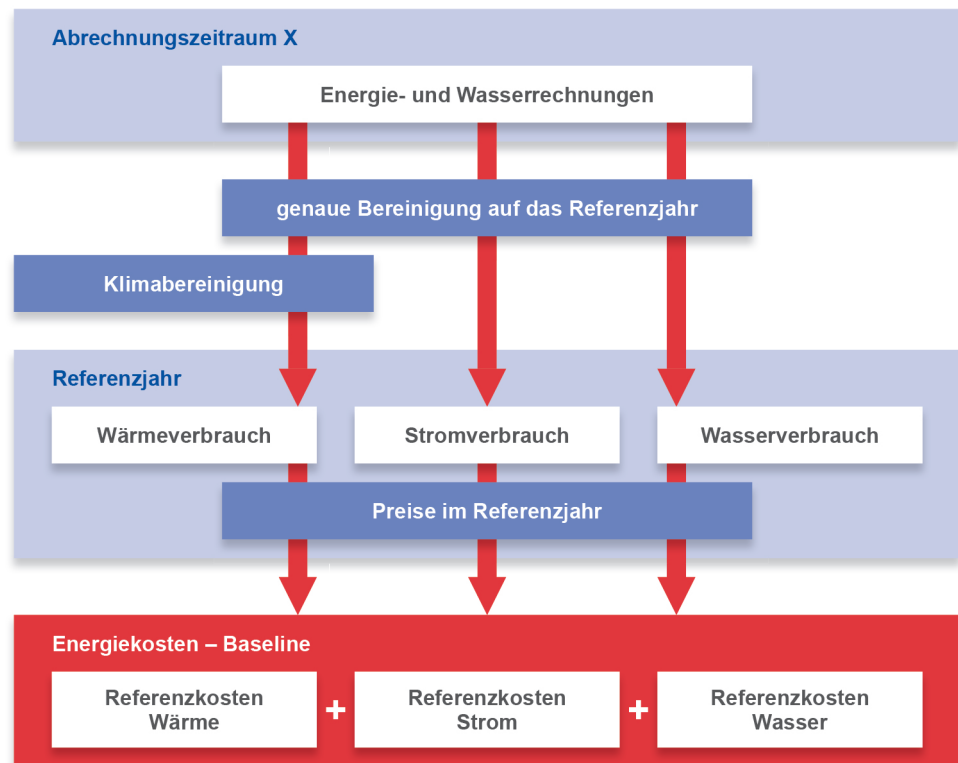 Abrechnungszeitraum X
Energie- und Wasserrechnungen
genaue Bereinigung auf das Referenzjahr
Klimabereinigung
Referenzjahr
Wärmeverbrauch
Stromverbrauch
Wasserverbrauch
Preise im Referenzjahr
Energiekosten – Baseline
Referenzkosten
Wärme
+
Referenzkosten
Strom
+
Referenzkosten
Wasser